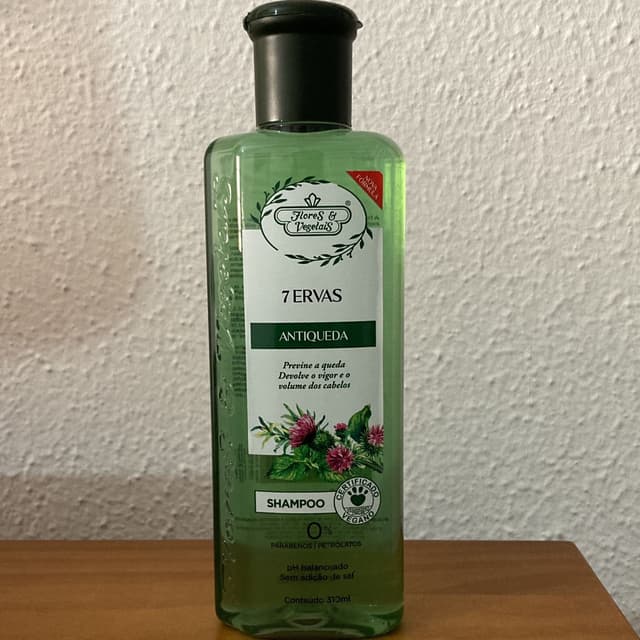 NOVA
FÓRMULA
Flores &
Vegetais
®
7 ERVAS
ANTIQUEDA
Previne a queda
Devolve o vigor e o
volume dos cabelos
SHAMPOO
CERTIFICADO
VEGANO
0%
PARABENOS | PETROLATOS
pH balanceado
Sem adição de sal
Conteúdo: 310ml